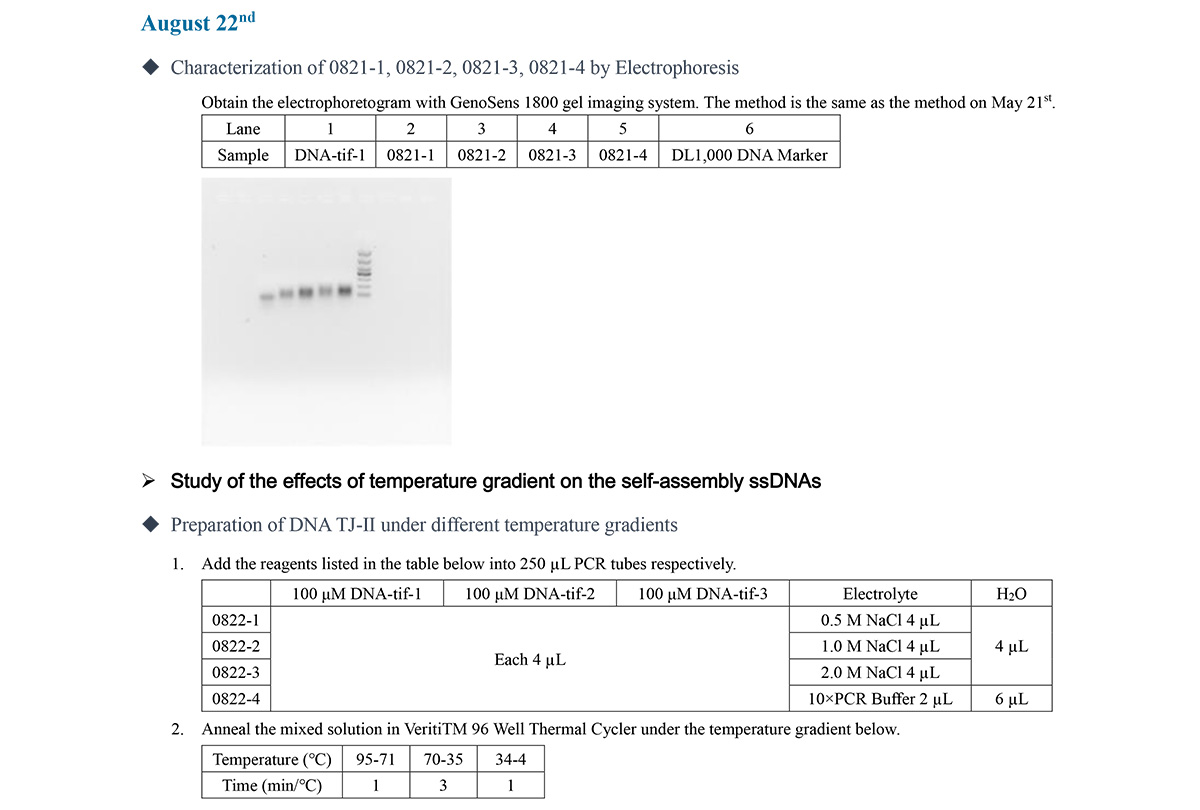 August 22nd
◆ Characterization of 0821-1, 0821-2, 0821-3, 0821-4 by Electrophoresis
Obtain the electrophoretogram with GenoSens 1800 gel imaging system. The method is the same as the method on May 21st.
Lane 1 2 3 4 5 6
Sample DNA-tif-1 0821-1 0821-2 0821-3 0821-4 DL1,000 DNA Marker
➢ Study of the effects of temperature gradient on the self-assembly ssDNAs
◆ Preparation of DNA TJ-II under different temperature gradients
1. Add the reagents listed in the table below into 250 μL PCR tubes respectively.
100 μM DNA-tif-1 100 μM DNA-tif-2 100 μM DNA-tif-3 Electrolyte H₂O
0822-1 0.5 M NaCl 4 μL
0822-2 1.0 M NaCl 4 μL 4 μL
Each 4 μL
0822-3 2.0 M NaCl 4 μL
0822-4 10×PCR Buffer 2 μL 6 μL
2. Anneal the mixed solution in VeritiTM 96 Well Thermal Cycler under the temperature gradient below.
Temperature (℃) 95-71 70-35 34-4
Time (min/℃) 1 3 1